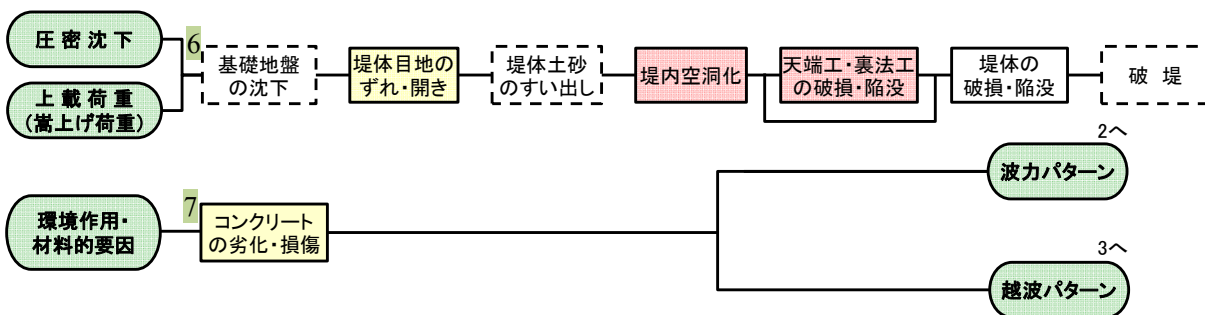 圧密沈下
上載荷重
(嵩上げ荷重)
6
基礎地盤
の沈下
堤体目地の
ずれ・開き
堤体土砂
のすい出し
堤内空洞化
天端工・裏法工
の破損・陥没
堤体の
破損・陥没
破 堤
環境作用・
材料的要因
7
コンクリート
の劣化・損傷
2へ
波力パターン
3へ
越波パターン